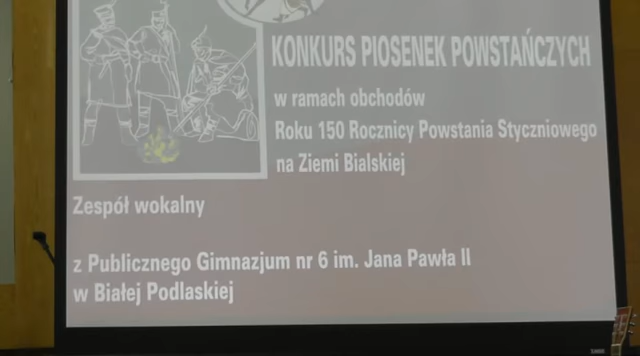 KONKURS PIOSENEK POWSTAŃCZYCH
w ramach obchodów
Roku 150 Rocznicy Powstania Styczniowego
na Ziemi Bialskiej
Zespół wokalny
z Publicznego Gimnazjum nr 6 im. Jana Pawła II
w Białej Podlaskiej